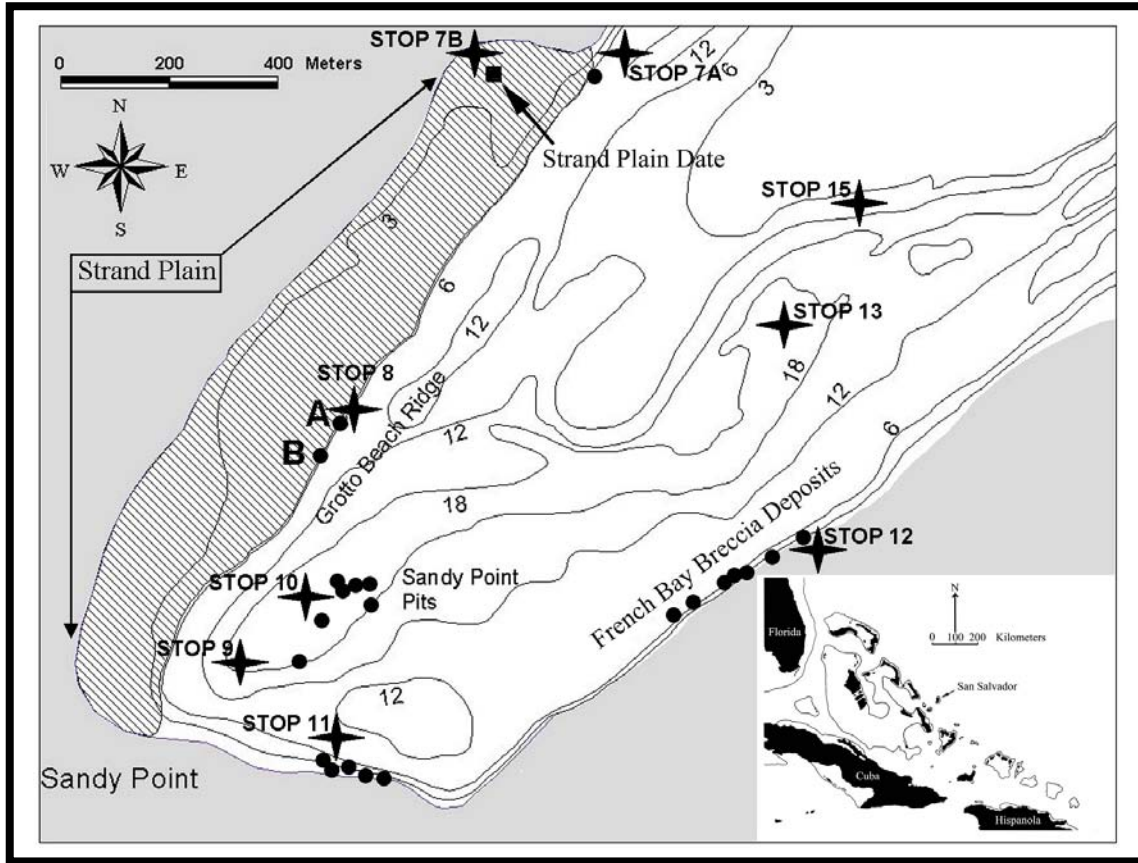 STOP 7B
0 200 400 Meters
STOP 7A
12
6
3
N
W E
S
Strand Plain Date
STOP 15
3
Strand Plain
6
12
STOP 13
STOP 8
18
A
12
12
B
Grotto Beach Ridge
6
18
French Bay Breccia Deposits
STOP 12
STOP 10
Sandy Point
Pits
STOP 9
12
STOP 11
Sandy Point
N
Florida
0 100 200 Kilometers
San Salvador
Cuba
Hispanola